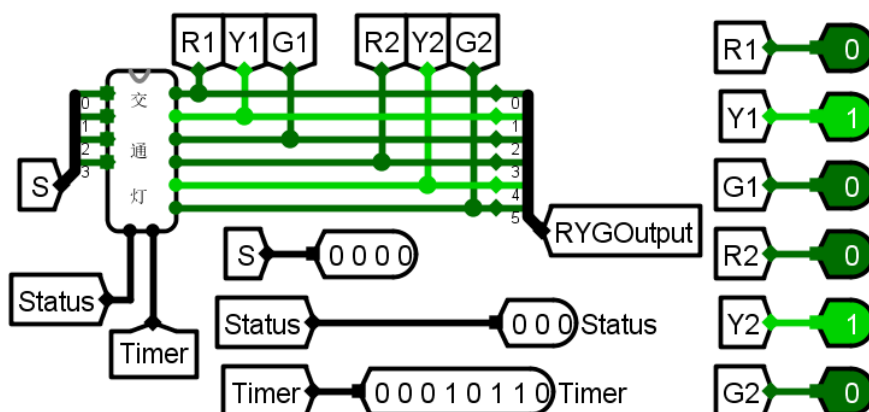 R1 Y1 G1 R2 Y2 G2
R1 0
0 交 0
1 1
Y1 1
2 通 2
3 3
S
G1 0
灯 4
5
RYGOutput
S 0 0 0 0
R2 0
Status
Status 0 0 0 Status
Y2 1
Timer
Timer 0 0 0 1 0 1 1 0 Timer
G2 0